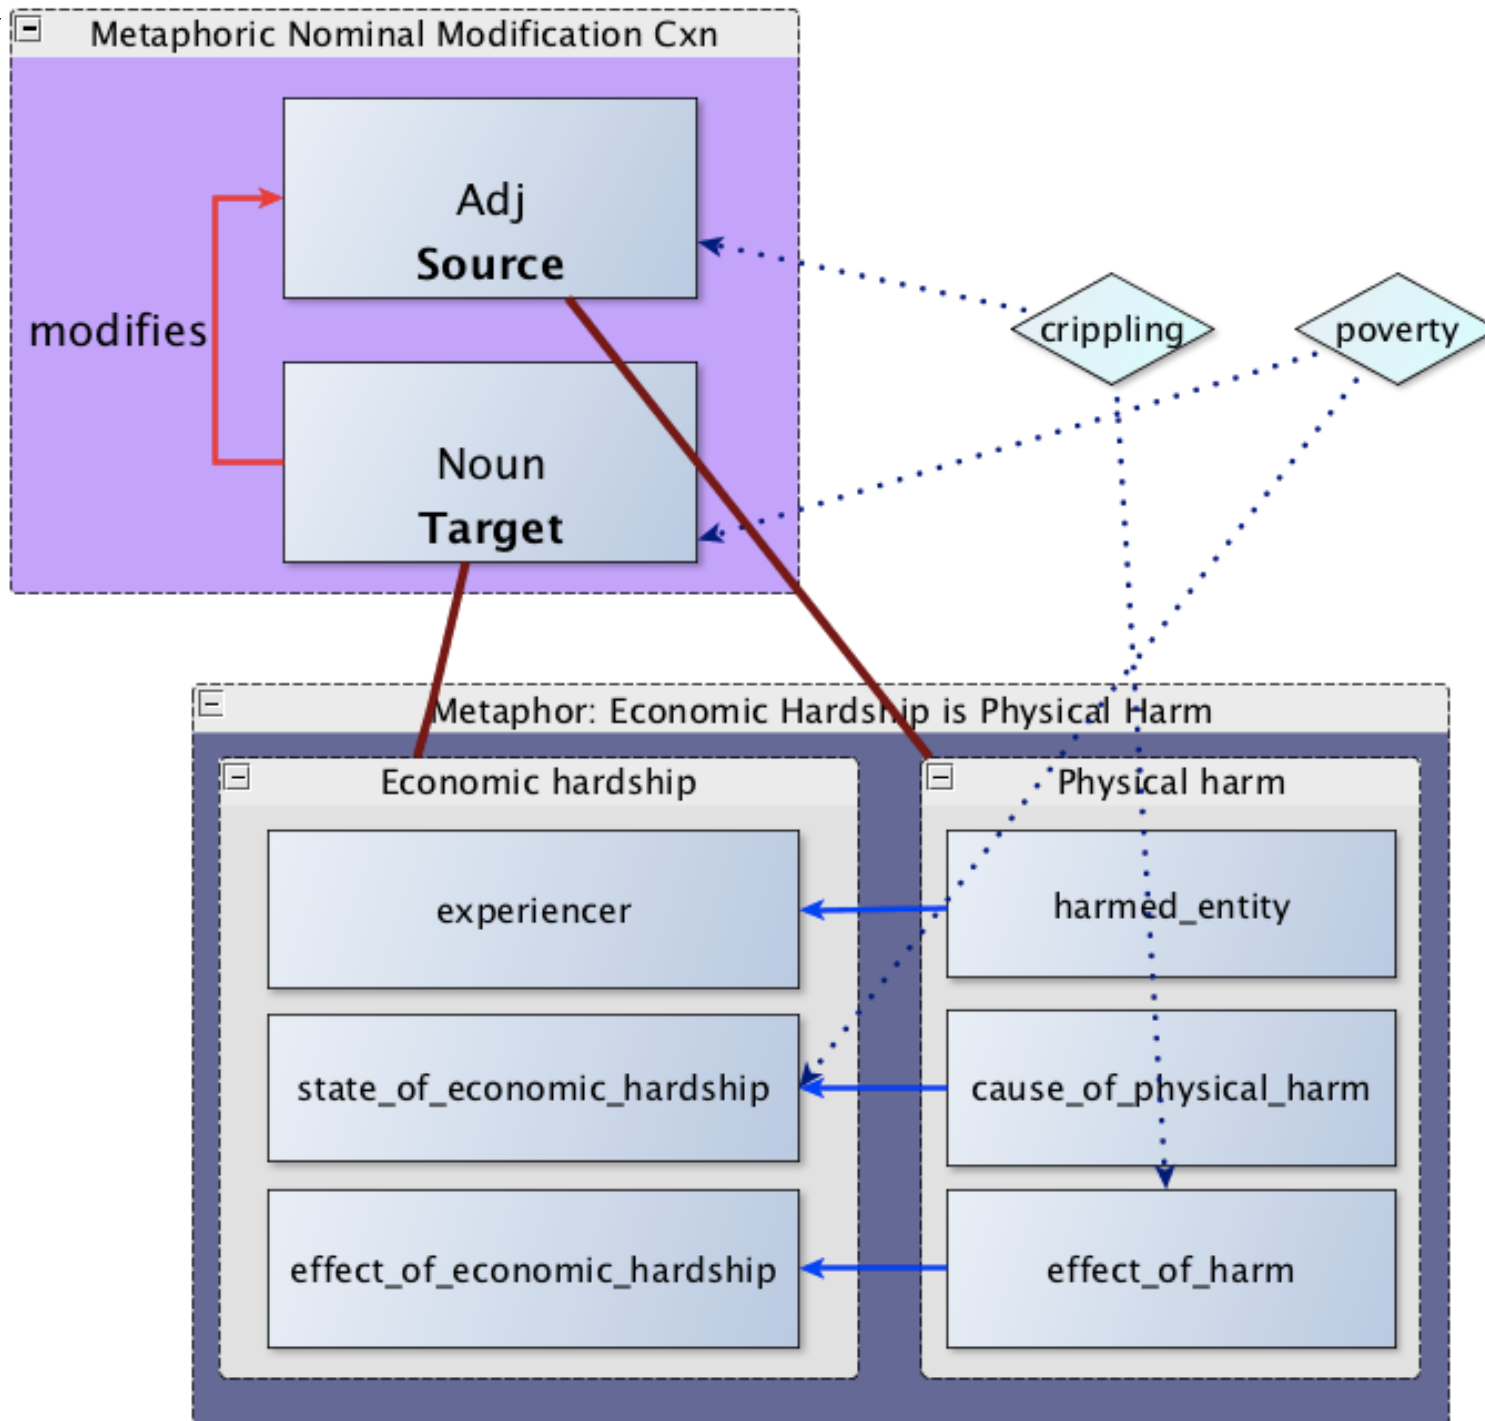 Metaphoric Nominal Modification Cxn
Adj
Source
modifies
crippling
poverty
Noun
Target
Metaphor: Economic Hardship is Physical Harm
Economic hardship
Physical harm
experiencer
harmed_entity
state_of_economic_hardship
cause_of_physical_harm
effect_of_economic_hardship
effect_of_harm